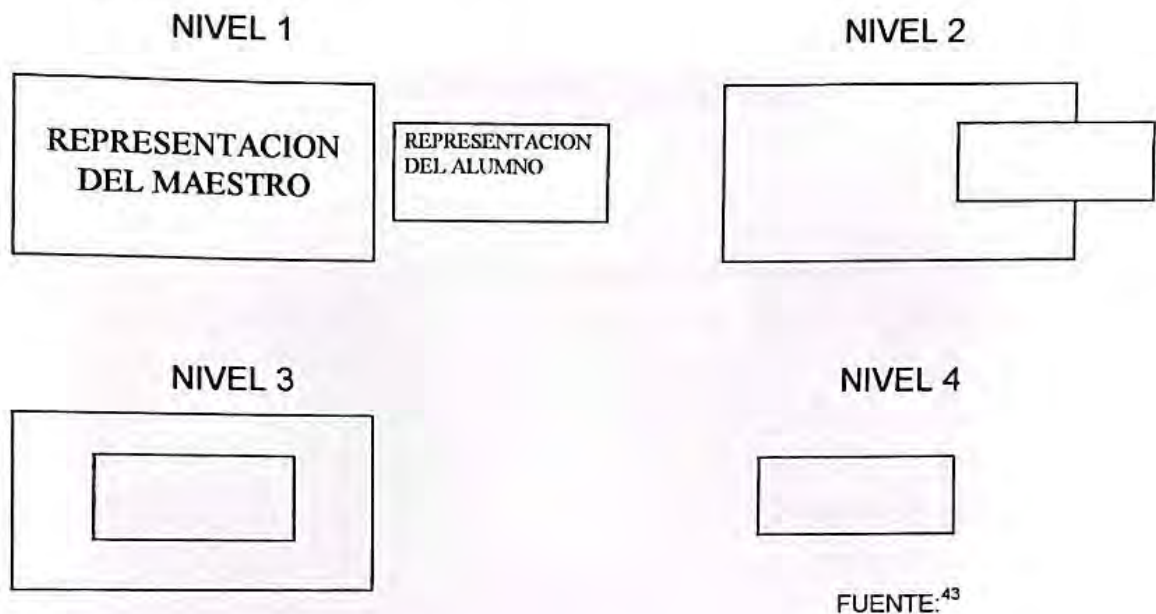 NIVEL 1
NIVEL 2
REPRESENTACION
DEL MAESTRO
REPRESENTACION
DEL ALUMNO
NIVEL 3
NIVEL 4
FUENTE:43